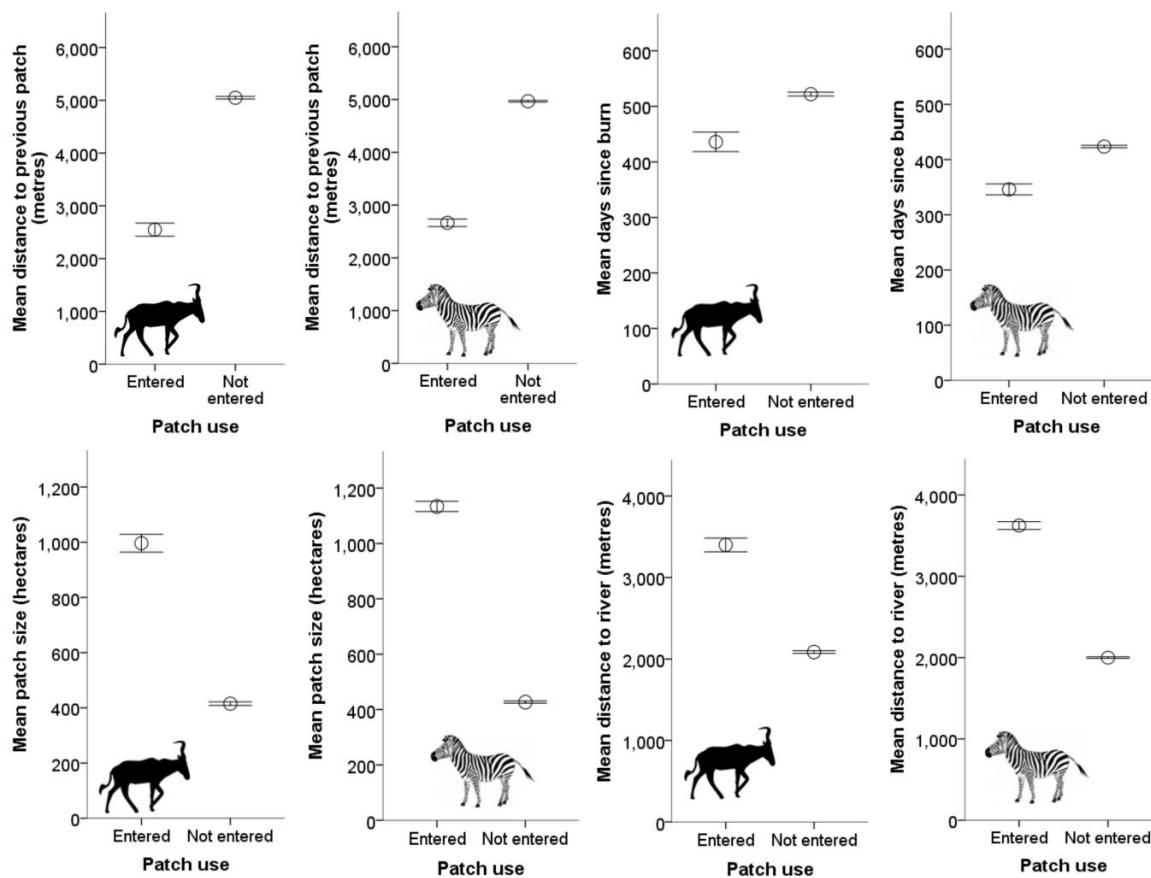 Mean distance to previous patch
(metres)
6,000
5,000
4,000
3,000
2,000
1,000
0
Entered
Not
entered
Patch use
Mean distance to previous patch
(metres)
6,000
5,000
4,000
3,000
2,000
1,000
0
Entered
Not
entered
Patch use
Mean days since burn
600
500
400
300
200
100
0
Entered
Not entered
Patch use
Mean days since burn
600
500
400
300
200
100
0
Entered
Not entered
Patch use
Mean patch size (hectares)
1,200
1,000
800
600
400
200
0
Entered
Not entered
Patch use
Mean patch size (hectares)
1,200
1,000
800
600
400
200
0
Entered
Not entered
Patch use
Mean distance to river (metres)
4,000
3,000
2,000
1,000
0
Entered
Not entered
Patch use
Mean distance to river (metres)
4,000
3,000
2,000
1,000
0
Entered
Not entered
Patch use